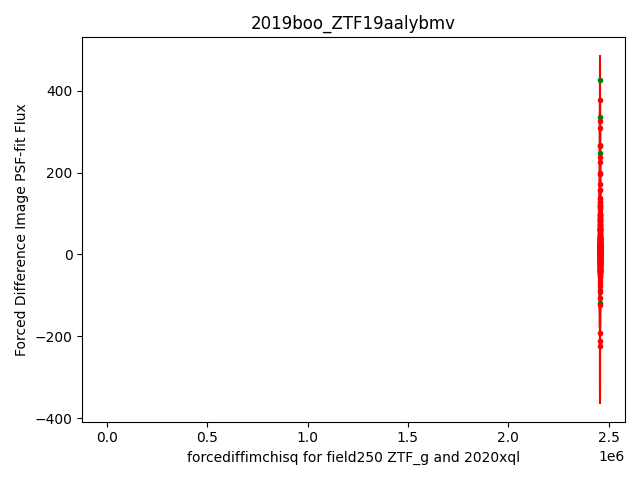 2019boo_ZTF19aalybmv
Forced Difference Image PSF-fit Flux
400
200
0
−200
−400
0.0 0.5 1.0 1.5 2.0 2.5
1e6
forcediffimchisq for field250 ZTF_g and 2020xql